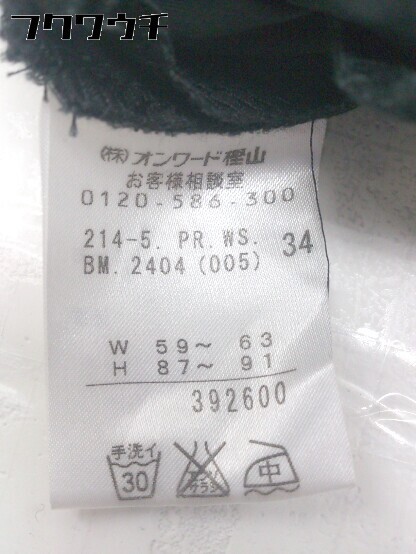 フクワウチ
(株)オンワード樫山
お客様相談室
0120-586-300
214-5. PR. WS. 34
BM. 2404 (005)
W 59~ 63
H 87~ 91
392600
手洗イ
30
中